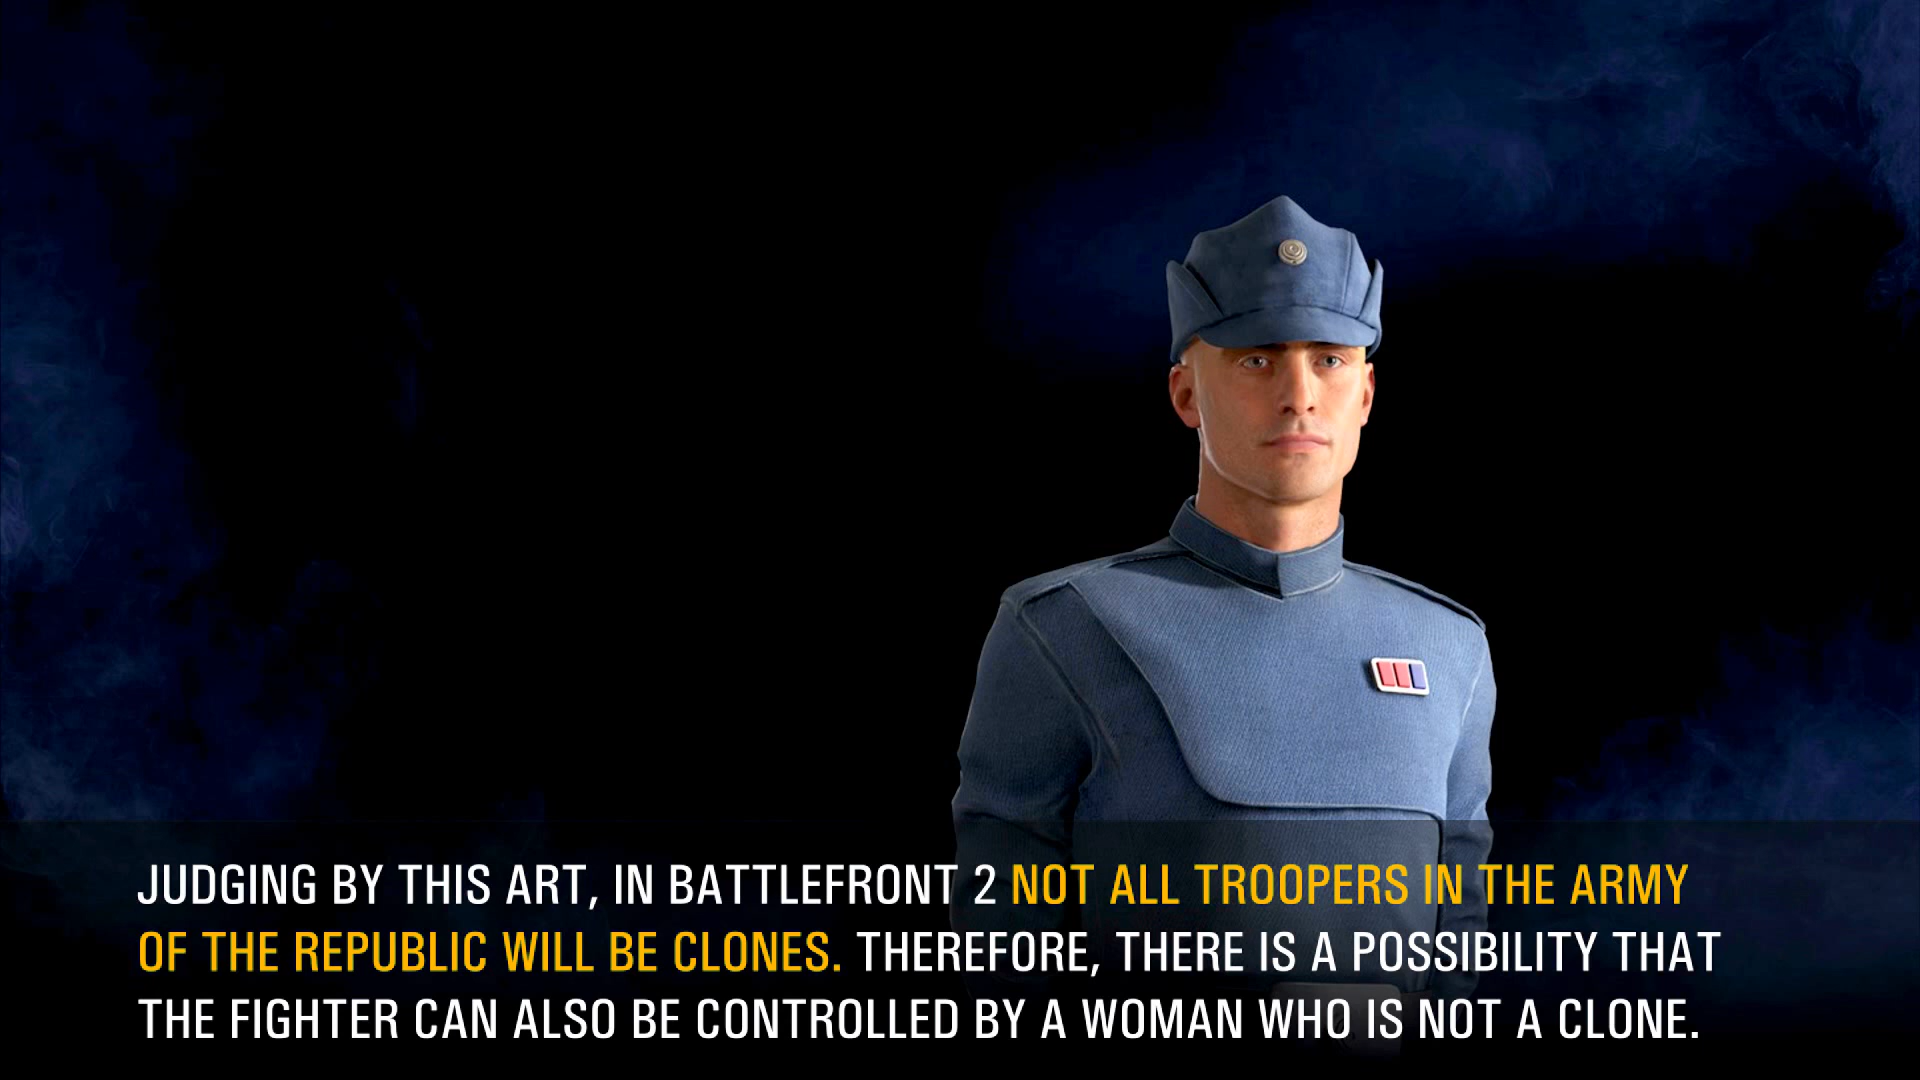 JUDGING BY THIS ART, IN BATTLEFRONT 2 NOT ALL TROOPERS IN THE ARMY
OF THE REPUBLIC WILL BE CLONES. THEREFORE, THERE IS A POSSIBILITY THAT
THE FIGHTER CAN ALSO BE CONTROLLED BY A WOMAN WHO IS NOT A CLONE.